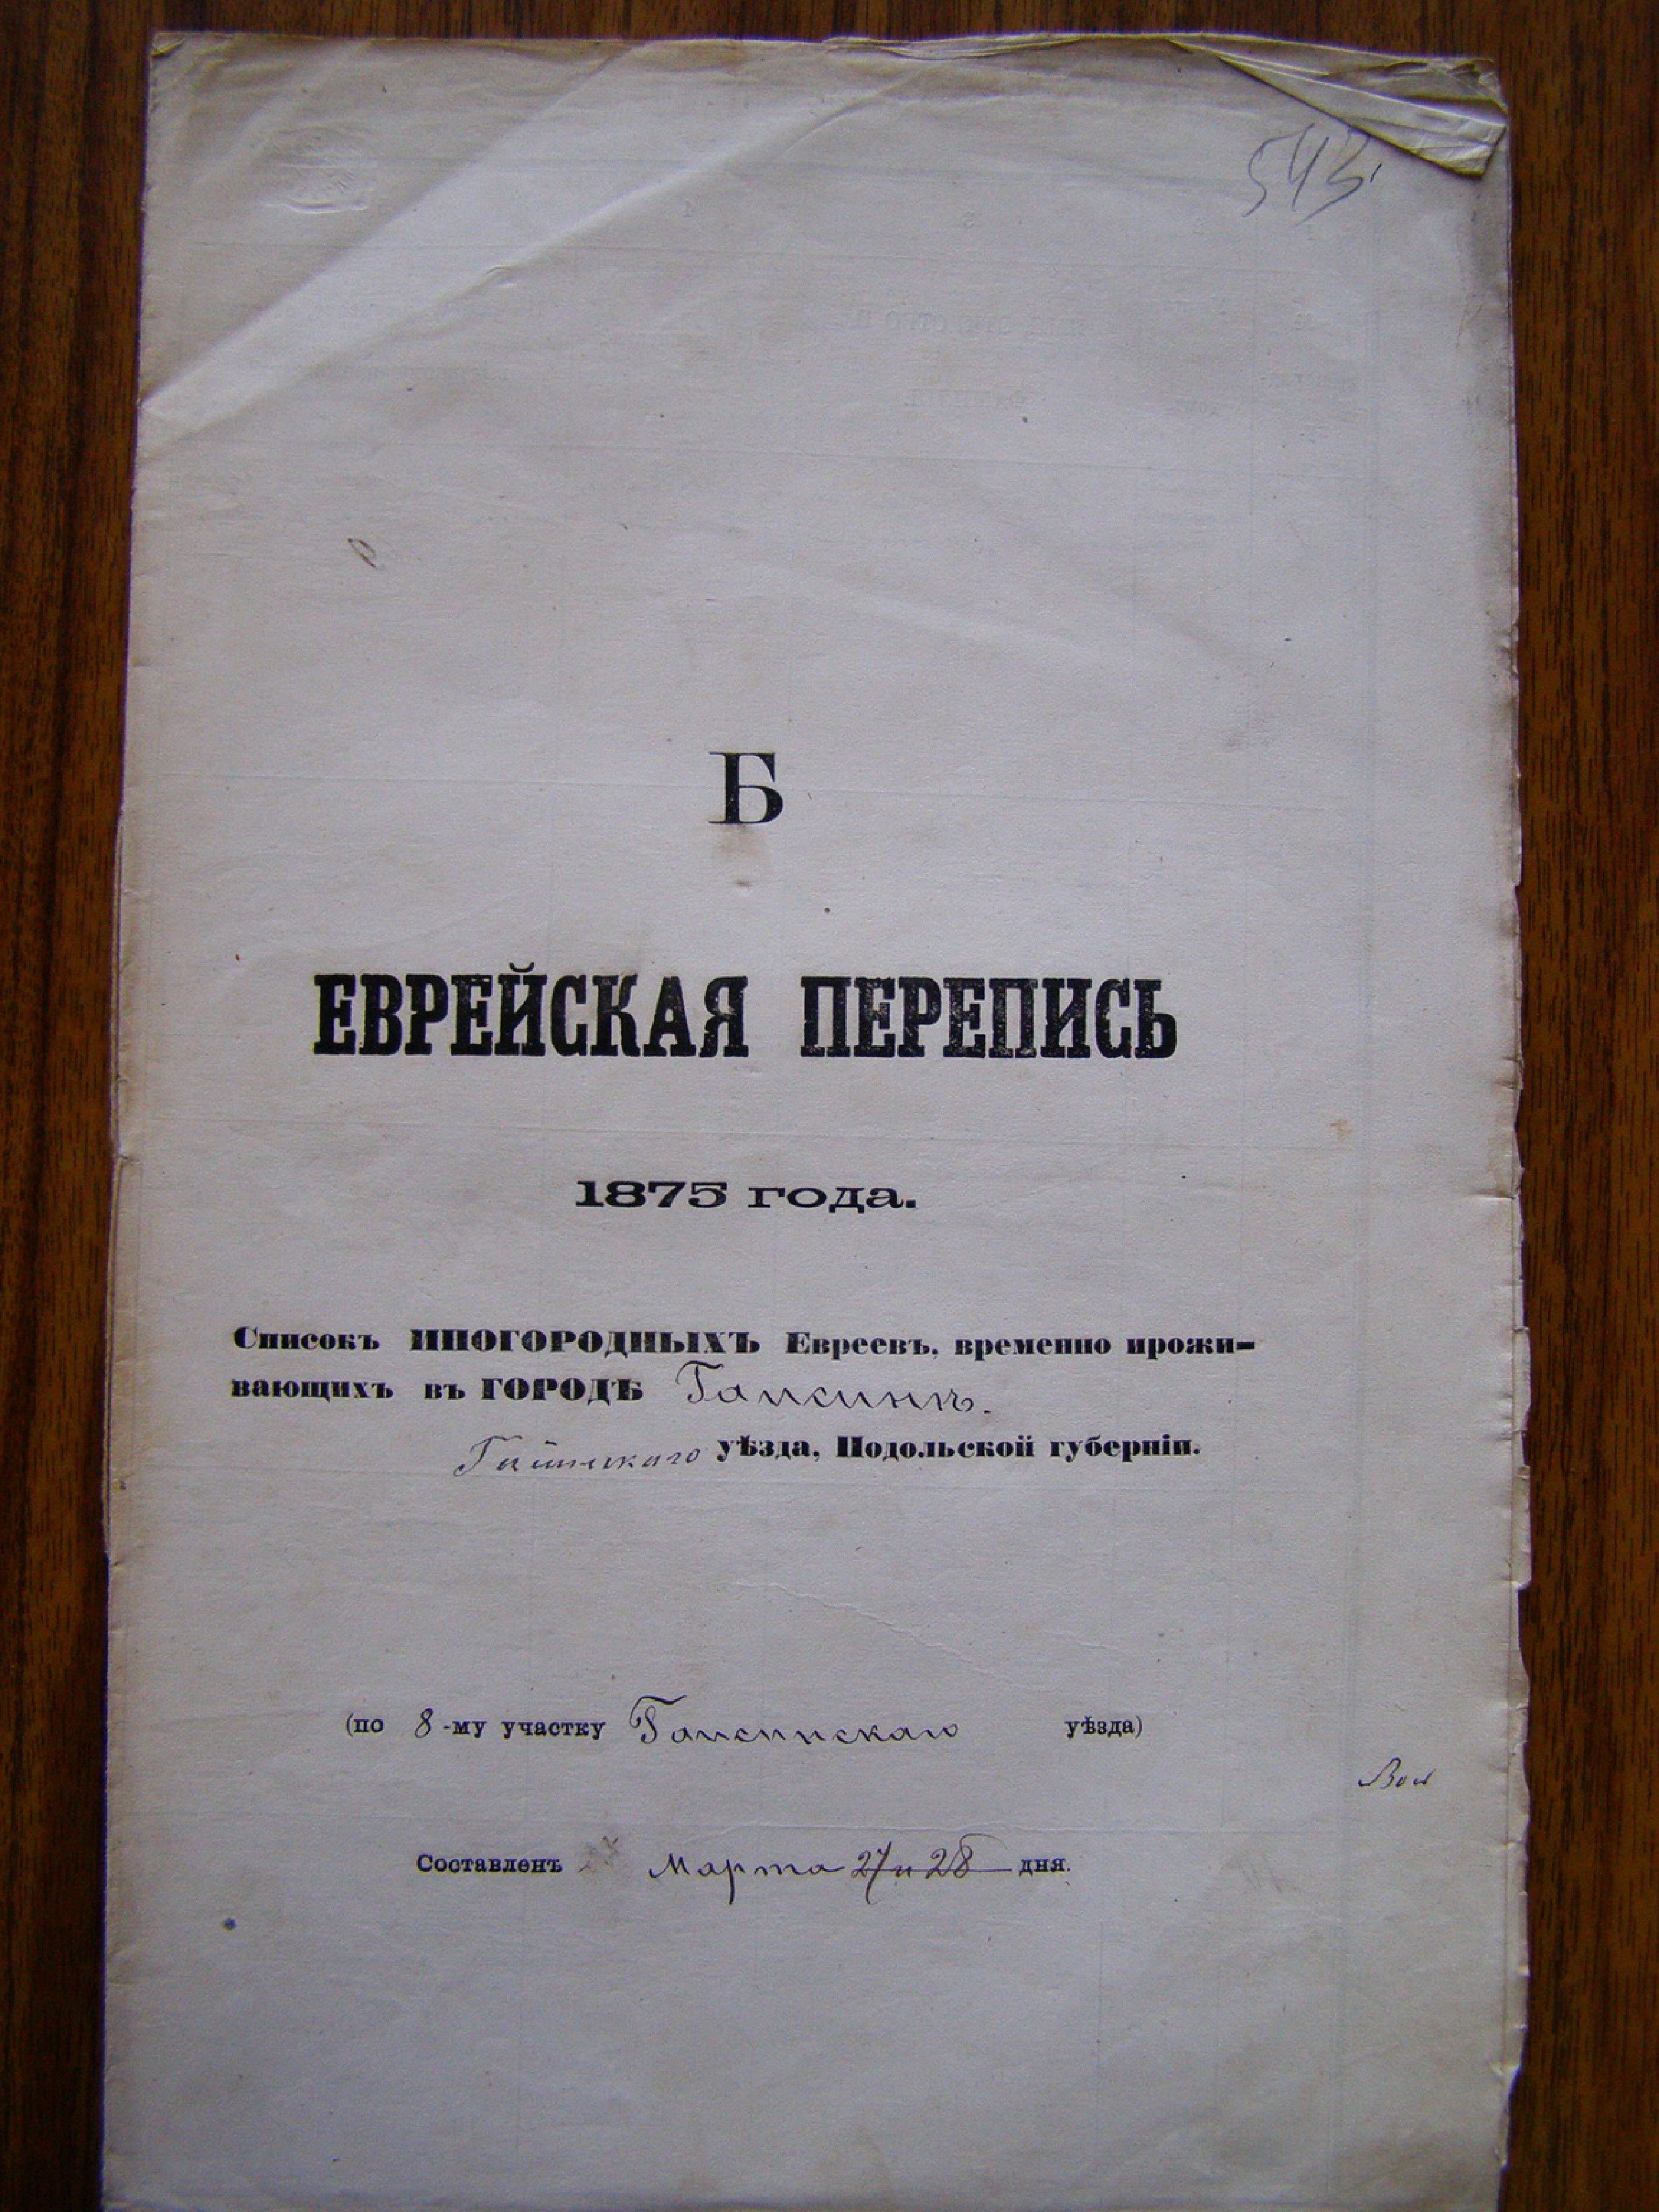 543.
Б
ЕВРЕЙСКАЯ ПЕРЕПИСЬ
1875 года.
Списокъ ИНОГОРОДНЫХЪ Евреевъ, временно прожи-
вающихъ въ ГОРОДѢ Гайсинѣ.
Гайсинскаго уѣзда, Подольской губерніи.
(по 8-му участку Гайсинскаго уѣзда)
Составленъ Марта 27 и 28 дня.